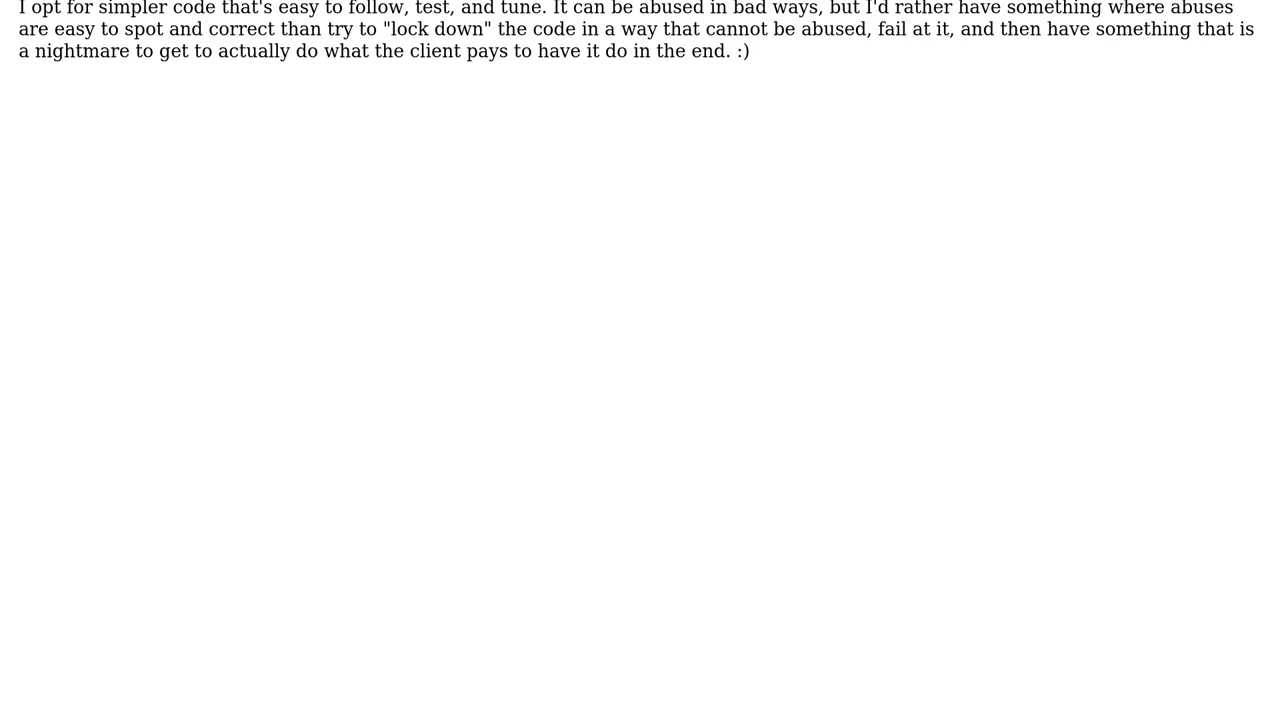 I opt for simpler code that's easy to follow, test, and tune. It can be abused in bad ways, but I'd rather have something where abuses
are easy to spot and correct than try to "lock down" the code in a way that cannot be abused, fail at it, and then have something that is
a nightmare to get to actually do what the client pays to have it do in the end. :)